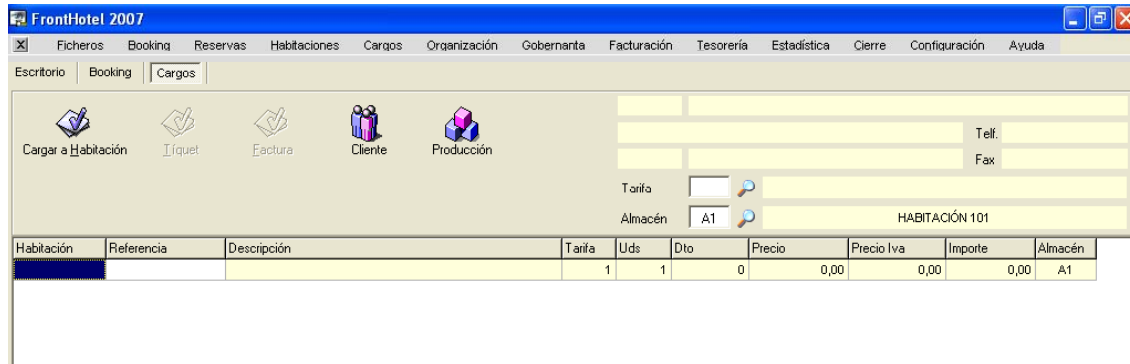 FrontHotel 2007
Ficheros Booking Reservas Habitaciones Cargos Organización Gobernanta Facturación Tesorería Estadística Cierre Configuración Ayuda
Escritorio Booking Cargos
Cargar a Habitación Tíquet Factura Cliente Producción
Telf.
Fax
Tarifa
Almacén A1 HABITACIÓN 101
Habitación Referencia Descripción Tarifa Uds Dto Precio Precio Iva Importe Almacén
1 1 0 0,00 0,00 0,00 A1